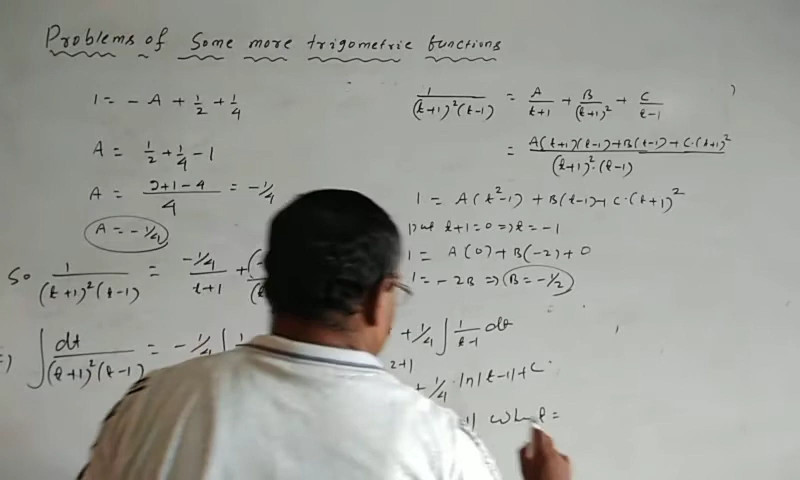 Problems of Some more trigometric functions
1 = - A + 1/2 + 1/4
A = 1/2 + 1/4 - 1
A = 2+1-4/4 = -1/4
A = -1/4
So 1/(t+1)²(t-1) = -1/4/t+1 +
∫ dt/(t+1)²(t-1) = -1/4 ∫
1/(t+1)²(t-1) = A/t+1 + B/(t+1)² + C/t-1
= A(t+1)(t-1)+B(t-1)+C·(t+1)²/(t+1)²·(t-1)
1 = A(t²-1) + B(t-1)+C·(t+1)²
put t+1=0 ⇒ t = -1
1 = A(0)+B(-2)+0
1 = -2B ⇒ B = -1/2
+1/4 ∫ 1/t-1 dt
1/4 · ln|t-1|+C·